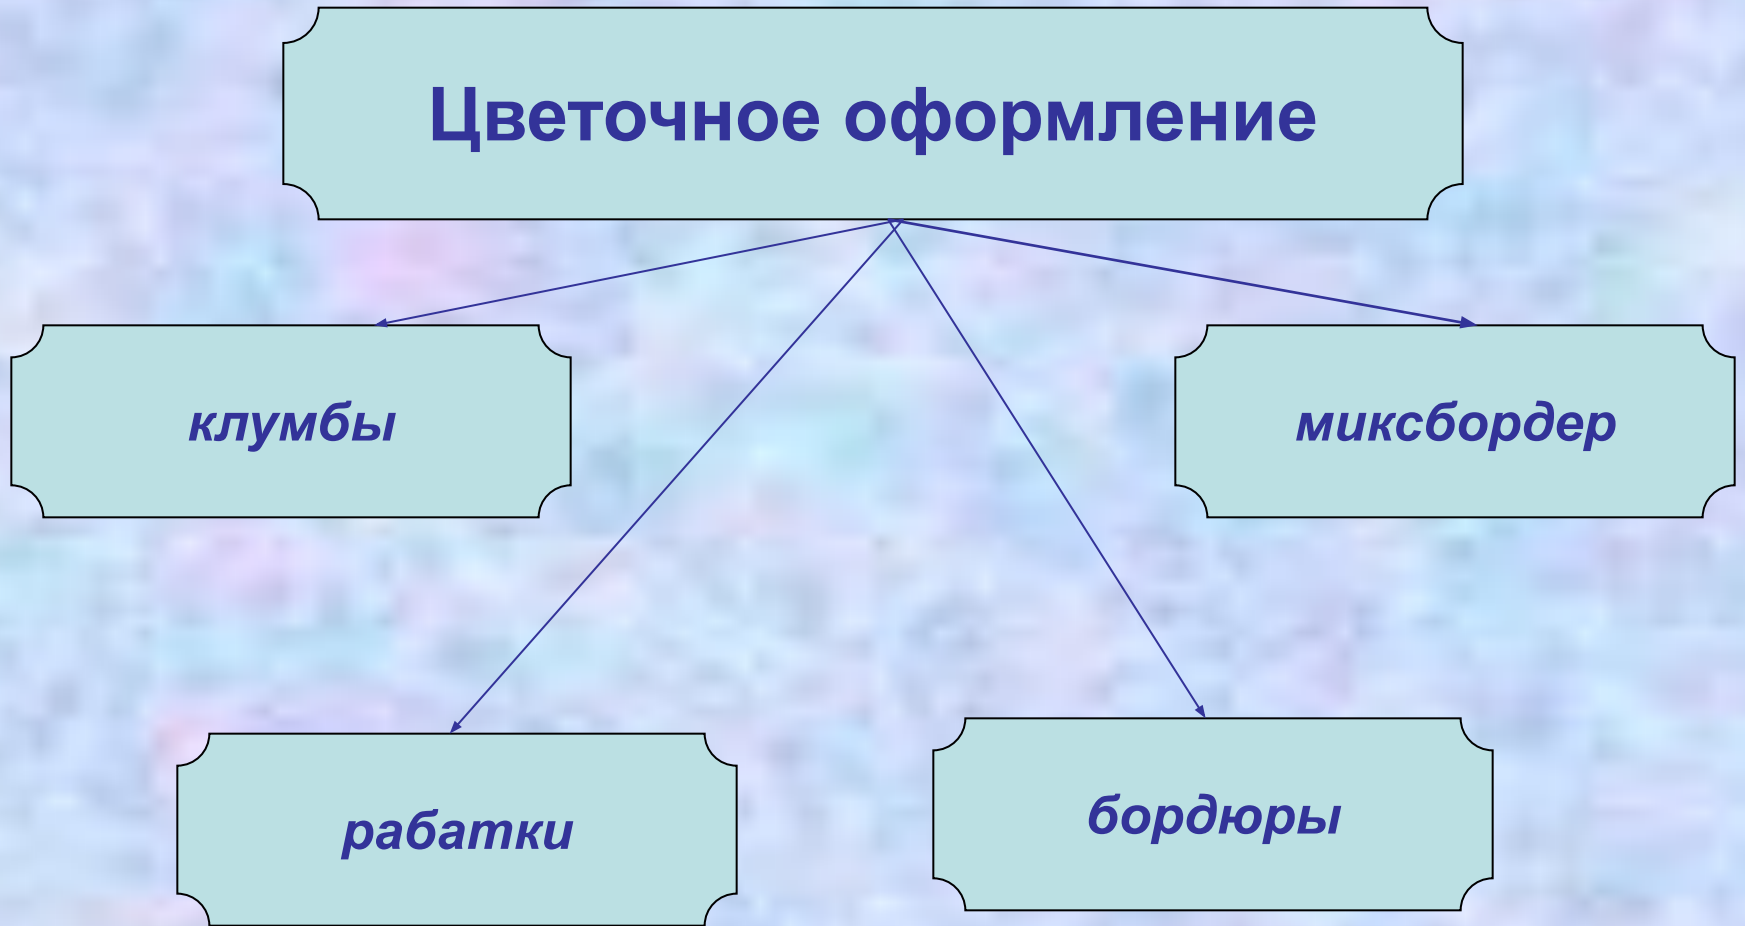 Цветочное оформление
клумбы
миксбордер
рабатки
бордюры